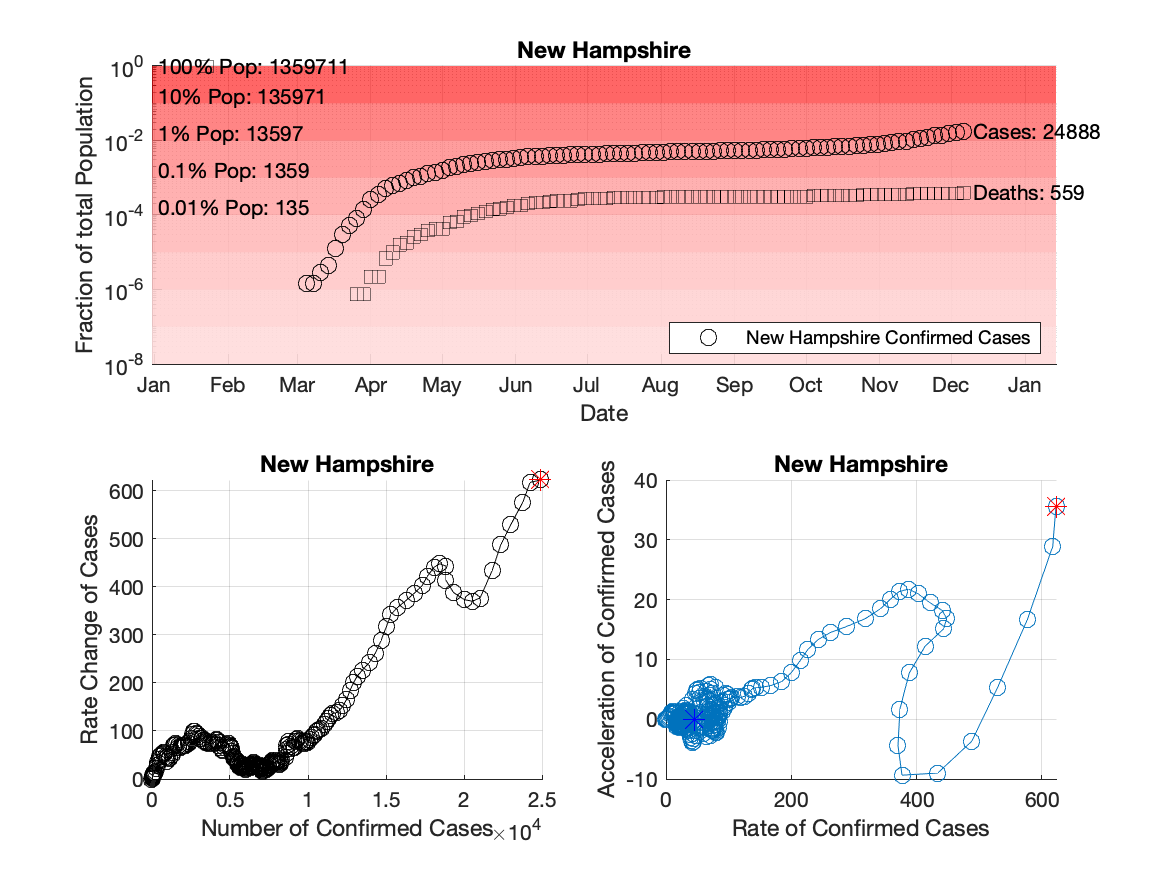 New Hampshire
10^0
100% Pop: 1359711
10% Pop: 135971
10^-2
1% Pop: 13597
Cases: 24888
0.1% Pop: 1359
Deaths: 559
10^-4
0.01% Pop: 135
10^-6
10^-8
Fraction of total Population
New Hampshire Confirmed Cases
Jan Feb Mar Apr May Jun Jul Aug Sep Oct Nov Dec Jan
Date
New Hampshire
600
500
400
300
200
100
0
Rate Change of Cases
0 0.5 1 1.5 2 2.5
Number of Confirmed Cases
×10^4
New Hampshire
40
30
20
10
0
-10
Acceleration of Confirmed Cases
0 200 400 600
Rate of Confirmed Cases